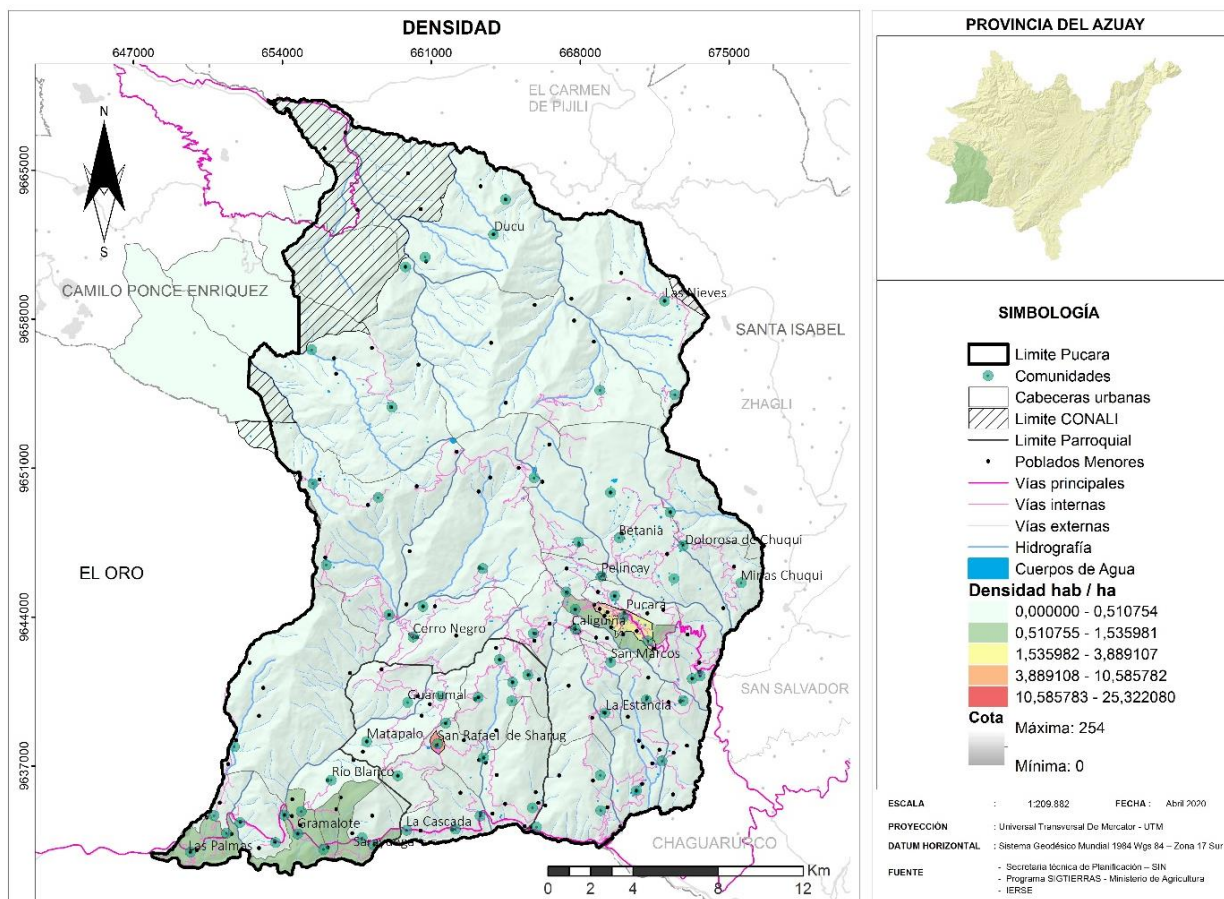 DENSIDAD
647000
654000
661000
668000
675000
9665000
9658000
9651000
9644000
9637000
N
S
EL CARMEN
DE PIJILI
Ducu
CAMILO PONCE ENRIQUEZ
Las Nieves
SANTA ISABEL
ZHAGLI
Betania
Dolorosa de Chuqui
Pelincay
Minas Chuqui
EL ORO
Pucara
Caliguiña
Cerro Negro
San Marcos
SAN SALVADOR
Guarumal
La Estancia
Matapalo
San Rafael de Sharug
Río Blanco
Gramalote
La Cascada
Las Palmas
CHAGUARURCO
0 2 4 8 12
Km
PROVINCIA DEL AZUAY
SIMBOLOGÍA
Limite Pucara
Comunidades
Cabeceras urbanas
Limite CONALI
Limite Parroquial
Poblados Menores
Vías principales
Vías internas
Vías externas
Hidrografía
Cuerpos de Agua
Densidad hab / ha
0,000000 - 0,510754
0,510755 - 1,535981
1,535982 - 3,889107
3,889108 - 10,585782
10,585783 - 25,322080
Cota
Máxima: 254
Mínima: 0
ESCALA : 1:209.882 FECHA : Abril 2020
PROYECCIÓN : Universal Transversal De Mercator - UTM
DATUM HORIZONTAL : Sistema Geodésico Mundial 1984 Wgs 84 – Zona 17 Sur
FUENTE
- Secretaria técnica de Planificación – SIN
- Programa SIGTIERRAS - Ministerio de Agricultura
- IERSE